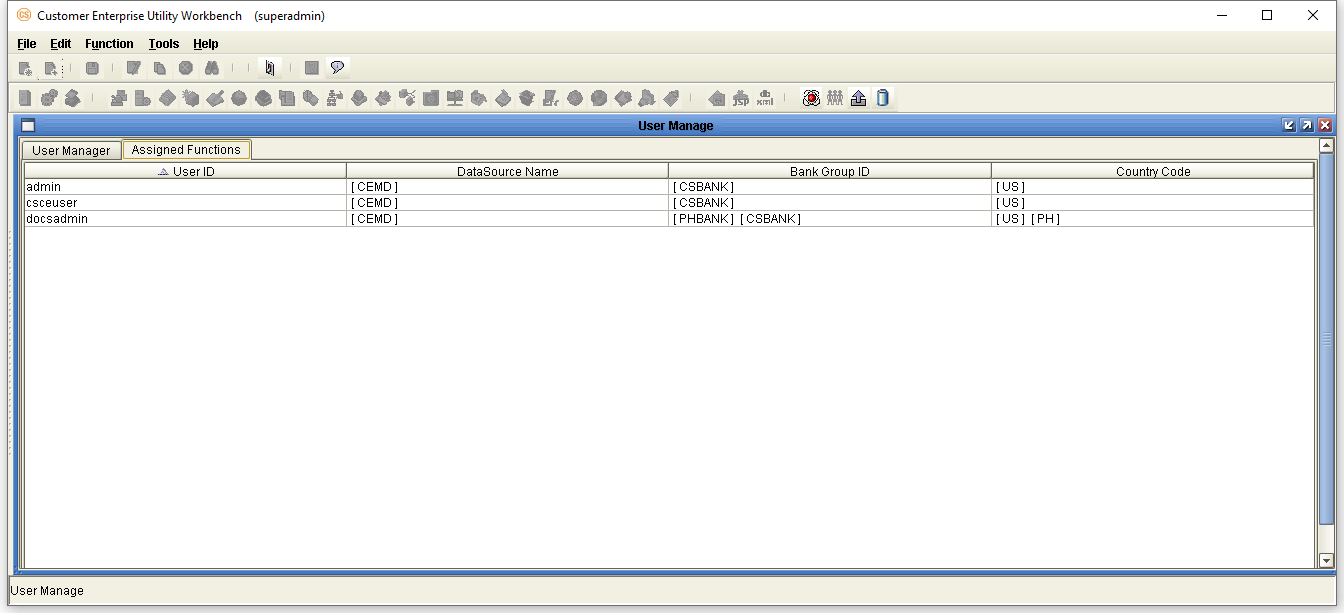 CS Customer Enterprise Utility Workbench (superadmin)
File Edit Function Tools Help
jsp db xml
User Manage
User Manager Assigned Functions
User ID DataSource Name Bank Group ID Country Code
admin [ CEMD ] [ CSBANK ] [ US ]
csceuser [ CEMD ] [ CSBANK ] [ US ]
docsadmin [ CEMD ] [ PHBANK ] [ CSBANK ] [ US ] [ PH ]
User Manage